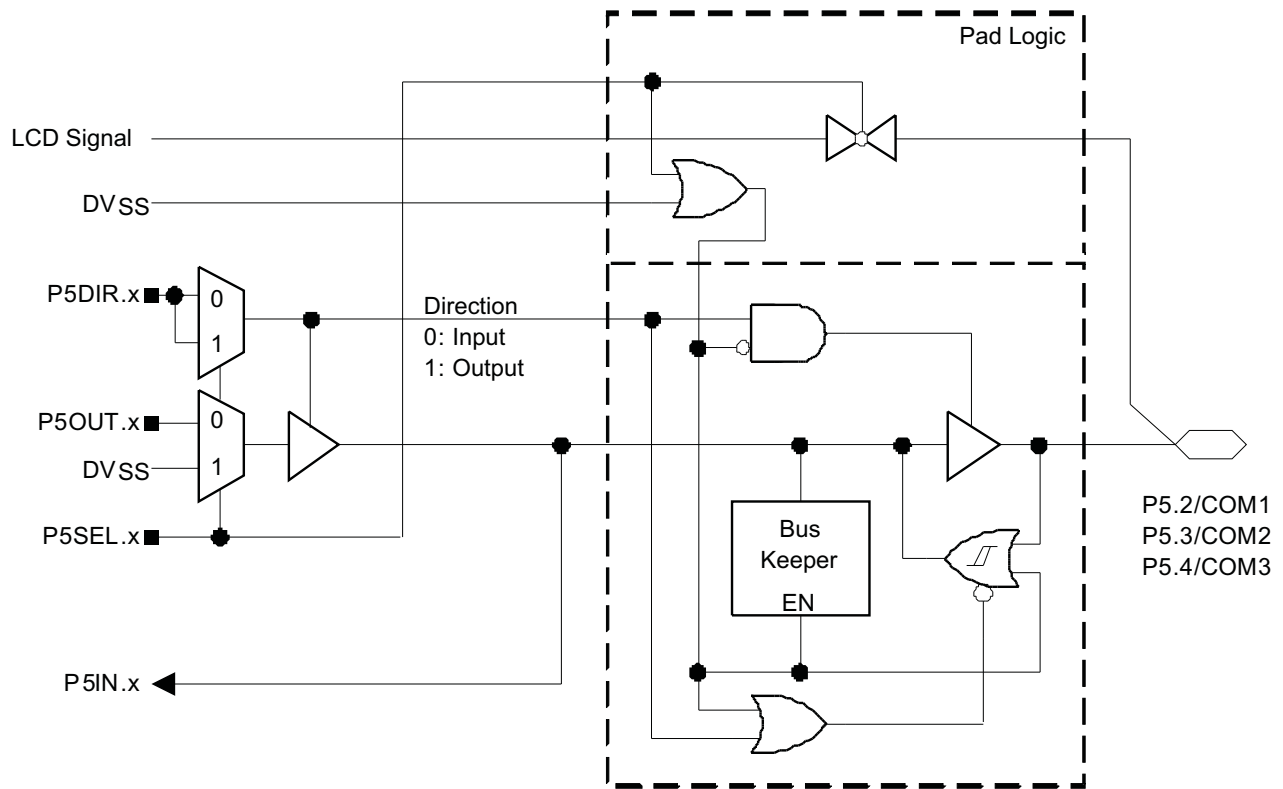 Pad Logic
LCD Signal
DVSS
P5DIR.x
0
1
Direction
0: Input
1: Output
P5OUT.x
0
DVSS
1
P5SEL.x
Bus
Keeper
EN
P5.2/COM1
P5.3/COM2
P5.4/COM3
P5IN.x